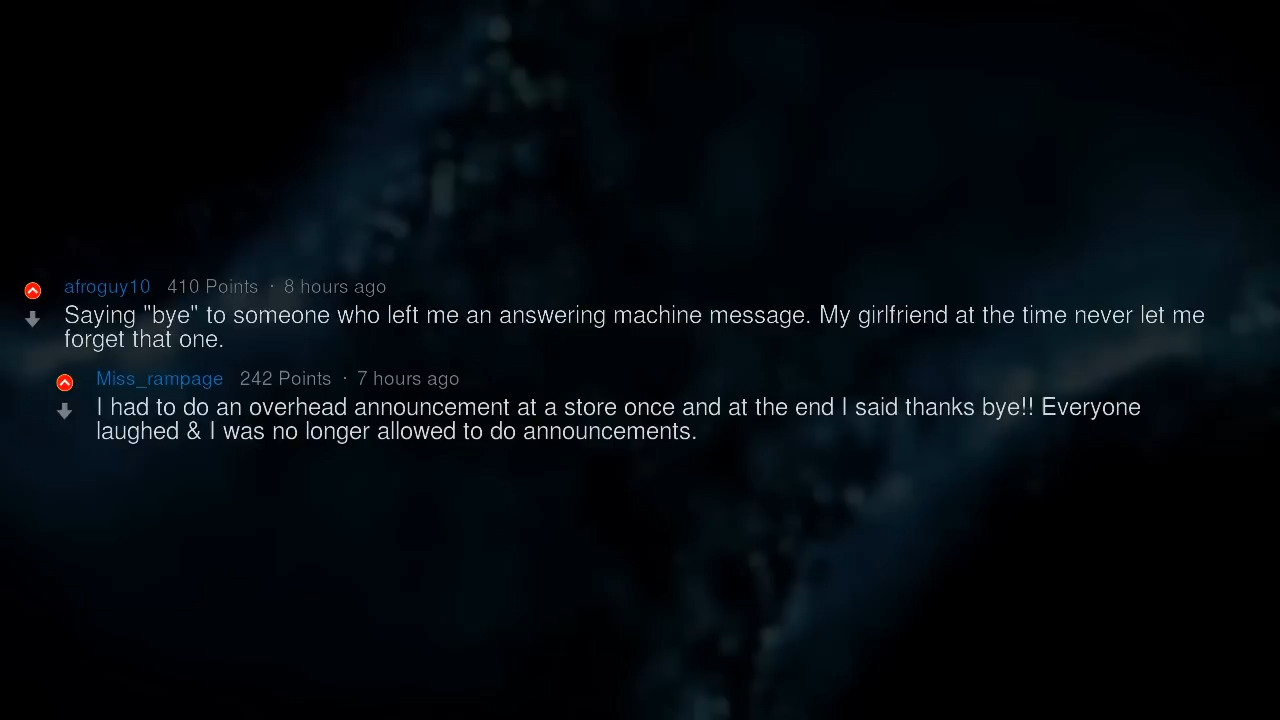 afroguy10 410 Points · 8 hours ago
Saying "bye" to someone who left me an answering machine message. My girlfriend at the time never let me
forget that one.
Miss_rampage 242 Points · 7 hours ago
I had to do an overhead announcement at a store once and at the end I said thanks bye!! Everyone
laughed & I was no longer allowed to do announcements.